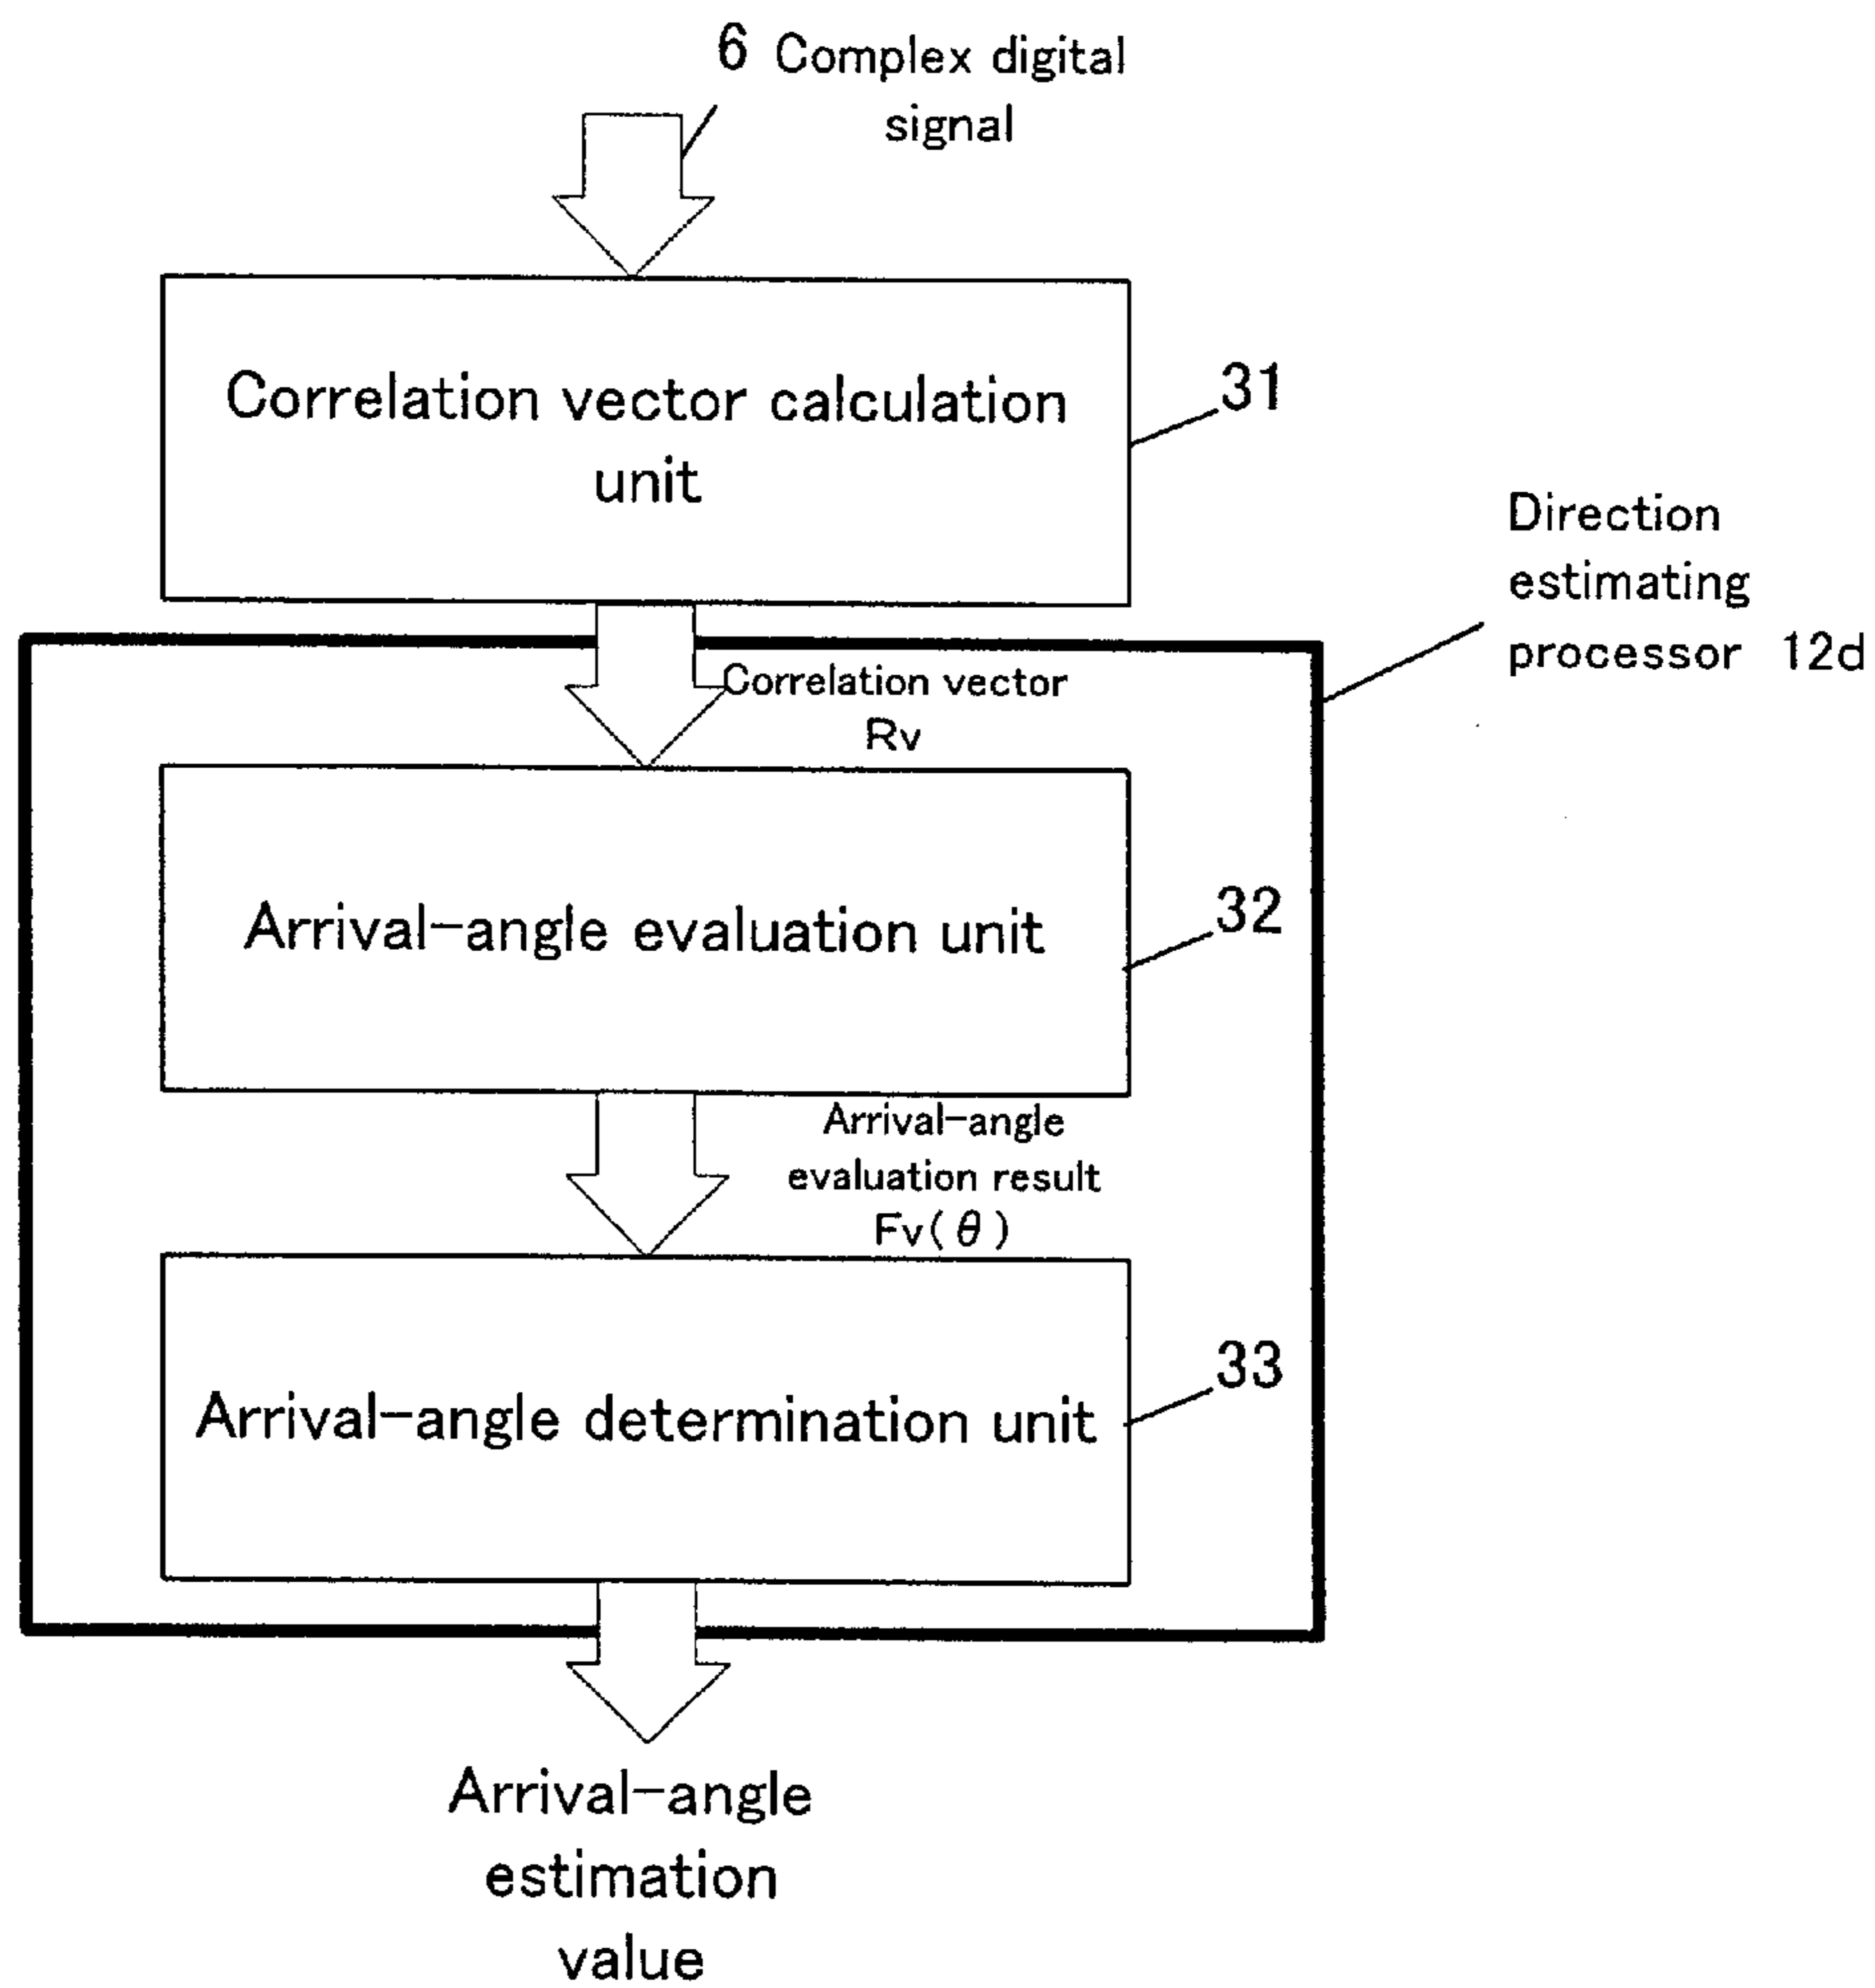 6 Complex digital
signal
Correlation vector calculation
unit
31
Direction
estimating
processor 12d
Correlation vector
Rv
Arrival-angle evaluation unit
32
Arrival-angle
evaluation result
Fv(θ)
Arrival-angle determination unit
33
Arrival-angle
estimation
value